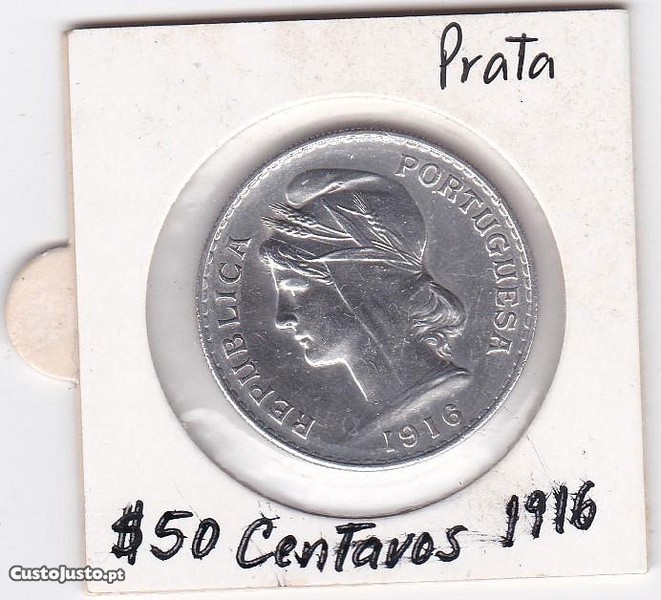 Prata
REPUBLICA PORTUGUESA
1916
$50 Centavos 1916
CustoJusto.pt